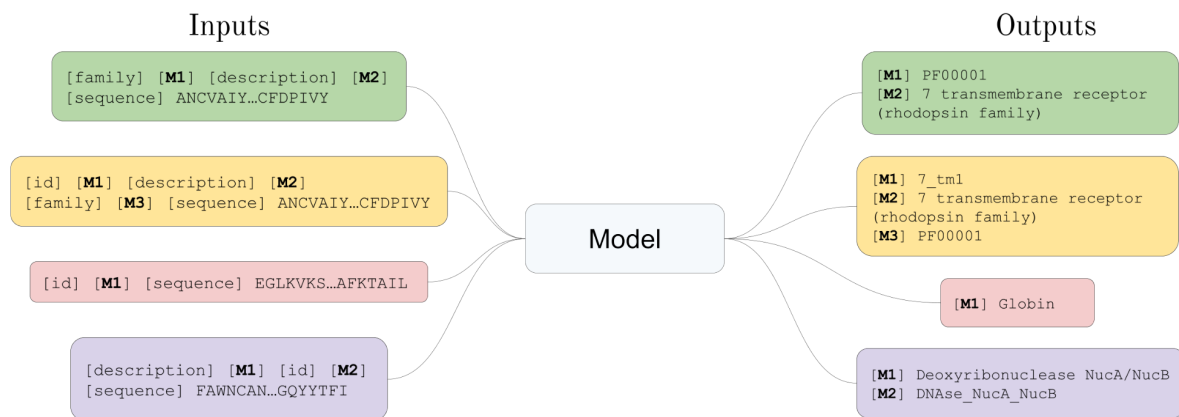 Inputs
[family] [M1] [description] [M2]
[sequence] ANCVAIY…CFDPIVY
[id] [M1] [description] [M2]
[family] [M3] [sequence] ANCVAIY…CFDPIVY
[id] [M1] [sequence] EGLKVKS…AFKTAIL
[description] [M1] [id] [M2]
[sequence] FAWNCAN…GQYYTFI
Model
Outputs
[M1] PF00001
[M2] 7 transmembrane receptor
(rhodopsin family)
[M1] 7_tm1
[M2] 7 transmembrane receptor
(rhodopsin family)
[M3] PF00001
[M1] Globin
[M1] Deoxyribonuclease NucA/NucB
[M2] DNAse_NucA_NucB